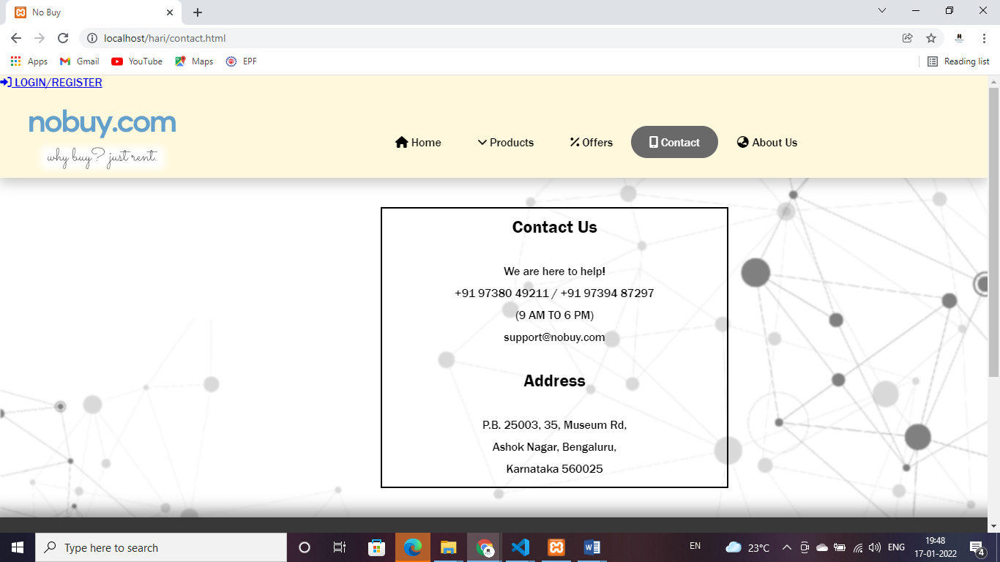 No Buy
localhost/hari/contact.html
Apps Gmail YouTube Maps EPF Reading list
LOGIN/REGISTER
nobuy.com
why buy? just rent.
Home Products Offers Contact About Us
Contact Us
We are here to help!
+91 97380 49211 / +91 97394 87297
(9 AM TO 6 PM)
support@nobuy.com
Address
P.B. 25003, 35, Museum Rd,
Ashok Nagar, Bengaluru,
Karnataka 560025
Type here to search
EN 23°C ENG 19:48
17-01-2022 4